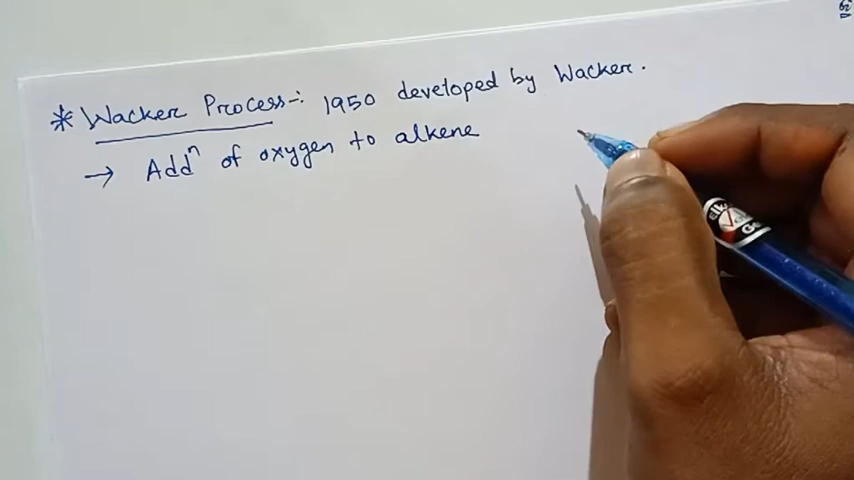 * Wacker Process-: 1950 developed by Wacker.
→ Addⁿ of oxygen to alkene